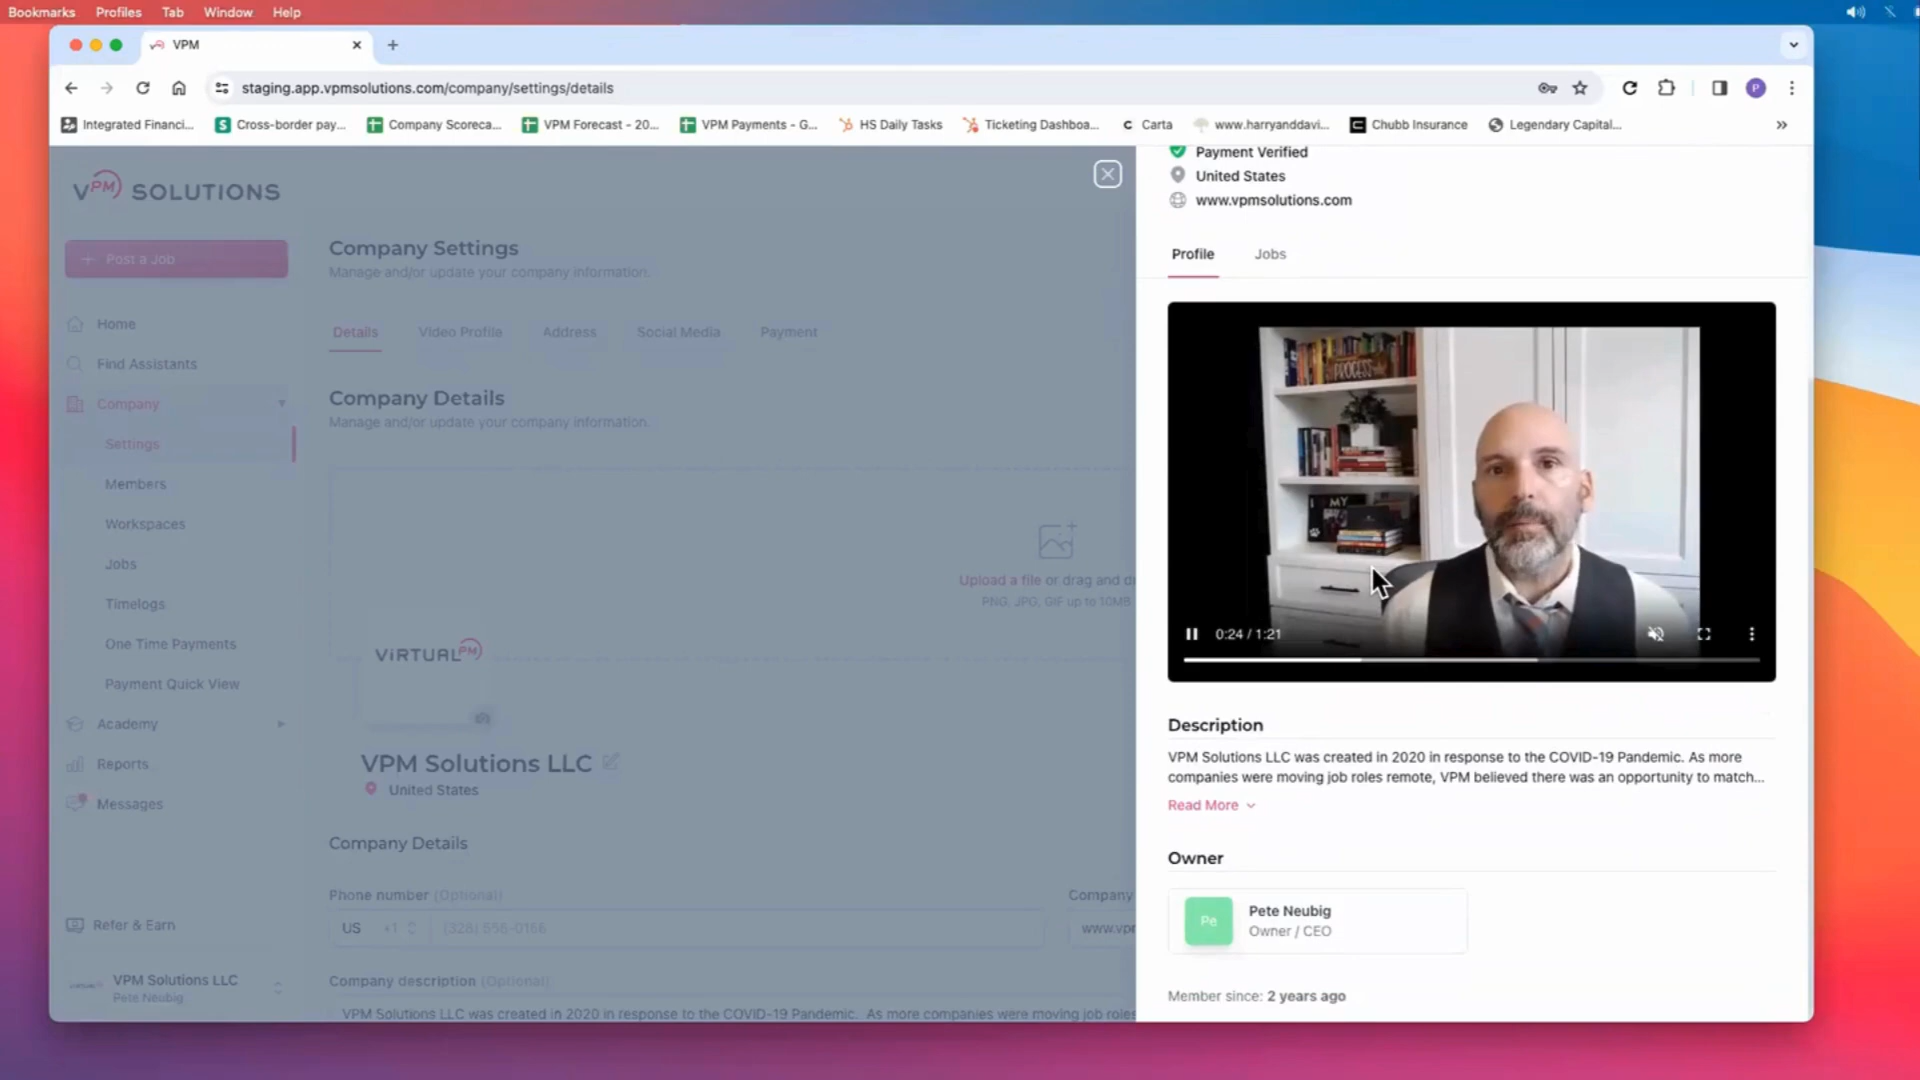 Bookmarks Profiles Tab Window Help
VPM
staging.app.vpmsolutions.com/company/settings/details
P
Integrated Financi... Cross-border pay... Company Scoreca... VPM Forecast - 20... VPM Payments - G... HS Daily Tasks Ticketing Dashboa... Carta www.harryanddavi... Chubb Insurance Legendary Capital... »
VPM SOLUTIONS
+ Post a Job
Home
Find Assistants
Company
Settings
Members
Workspaces
Jobs
Timelogs
One Time Payments
Payment Quick View
Academy
Reports
Messages
Refer & Earn
VPM Solutions LLC
Pete Neubig
Company Settings
Manage and/or update your company information.
Details Video Profile Address Social Media Payment
Company Details
Manage and/or update your company information.
Upload a file or drag and d
PNG, JPG, GIF up to 10MB
VIRTUAL PM
VPM Solutions LLC
United States
Company Details
Phone number (Optional)
Company
US +1 (328) 556-0166
www.vpr
Company description (Optional)
VPM Solutions LLC was created in 2020 in response to the COVID-19 Pandemic. As more companies were moving job roles
Payment Verified
United States
www.vpmsolutions.com
Profile Jobs
PROCESS
MY
0:24 / 1:21
Description
VPM Solutions LLC was created in 2020 in response to the COVID-19 Pandemic. As more
companies were moving job roles remote, VPM believed there was an opportunity to match...
Read More
Owner
Pe
Pete Neubig
Owner / CEO
Member since: 2 years ago